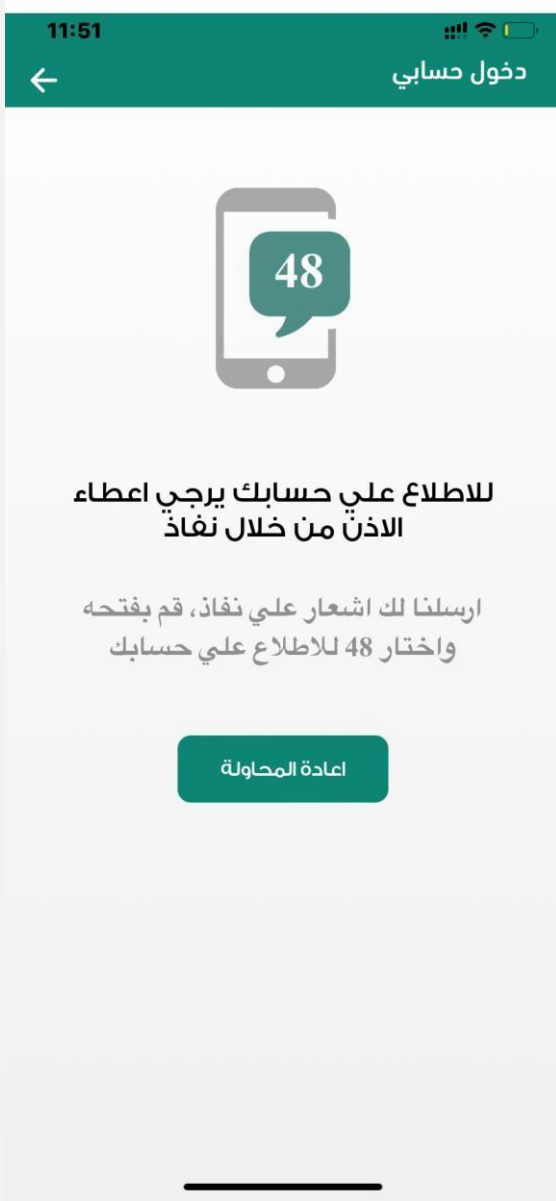 11:51
دخول حسابي
48
للاطلاع علي حسابك يرجي اعطاء
الاذن من خلال نفاذ
ارسلنا لك اشعار علي نفاذ، قم بفتحه
واختار 48 للاطلاع علي حسابك
اعادة المحاولة